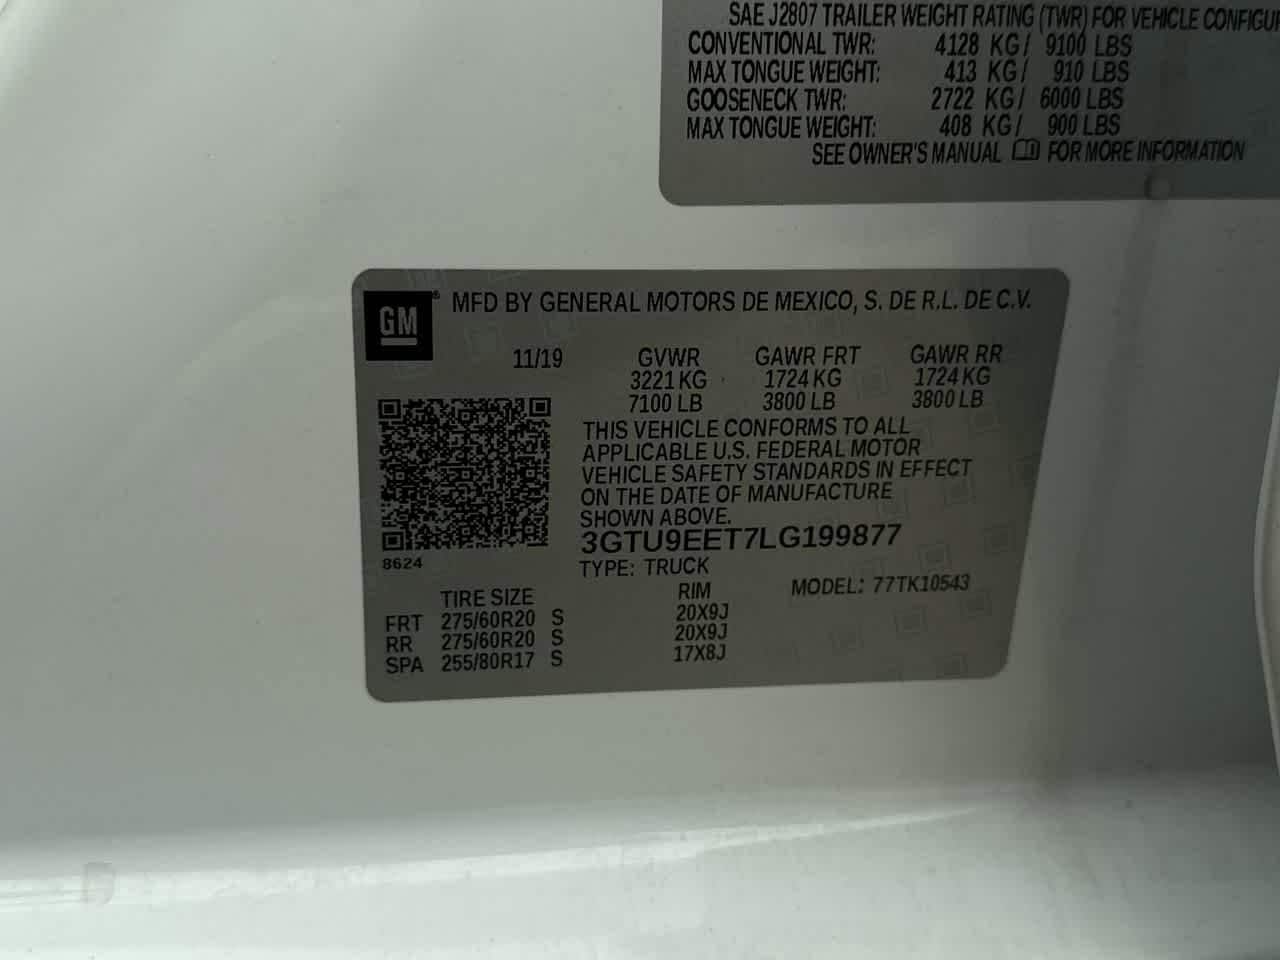 SAE J2807 TRAILER WEIGHT RATING (TWR) FOR VEHICLE
CONVENTIONAL TWR: 4128 KG/ 9100 LBS
MAX TONGUE WEIGHT: 413 KG/ 910 LBS
GOOSENECK TWR: 2722 KG/ 6000 LBS
MAX TONGUE WEIGHT: 408 KG/ 900 LBS
SEE OWNER'S MANUAL FOR MORE INFORMATION
GM® MFD BY GENERAL MOTORS DE MEXICO, S. DE R.L. DE C.V.
11/19 GVWR GAWR FRT GAWR RR
3221 KG 1724 KG 1724 KG
7100 LB 3800 LB 3800 LB
THIS VEHICLE CONFORMS TO ALL
APPLICABLE U.S. FEDERAL MOTOR
VEHICLE SAFETY STANDARDS IN EFFECT
ON THE DATE OF MANUFACTURE
SHOWN ABOVE.
3GTU9EET7LG199877
8624
TYPE: TRUCK MODEL: 77TK10543
TIRE SIZE RIM
FRT 275/60R20 S 20X9J
RR 275/60R20 S 20X9J
SPA 255/80R17 S 17X8J